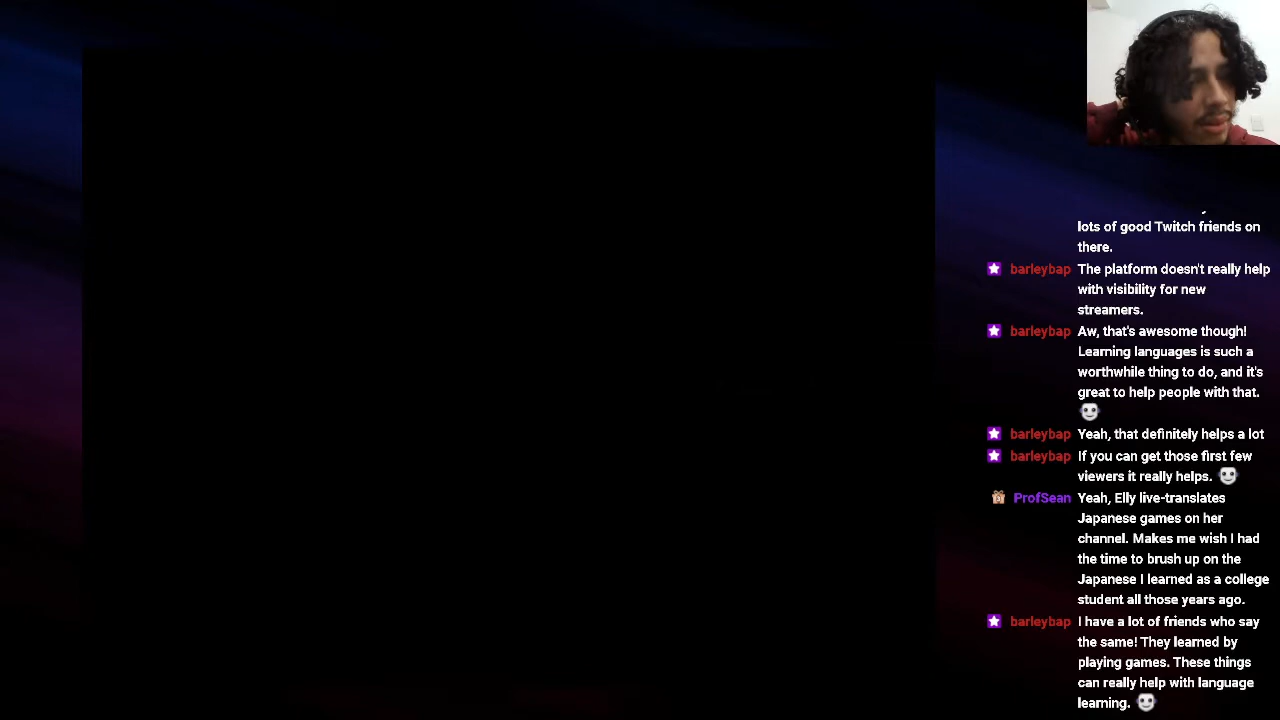 lots of good Twitch friends on
there.
barleybap The platform doesn't really help
with visibility for new
streamers.
barleybap Aw, that's awesome though!
Learning languages is such a
worthwhile thing to do, and it's
great to help people with that.
barleybap Yeah, that definitely helps a lot
barleybap If you can get those first few
viewers it really helps.
ProfSean Yeah, Elly live-translates
Japanese games on her
channel. Makes me wish I had
the time to brush up on the
Japanese I learned as a college
student all those years ago.
barleybap I have a lot of friends who say
the same! They learned by
playing games. These things
can really help with language
learning.